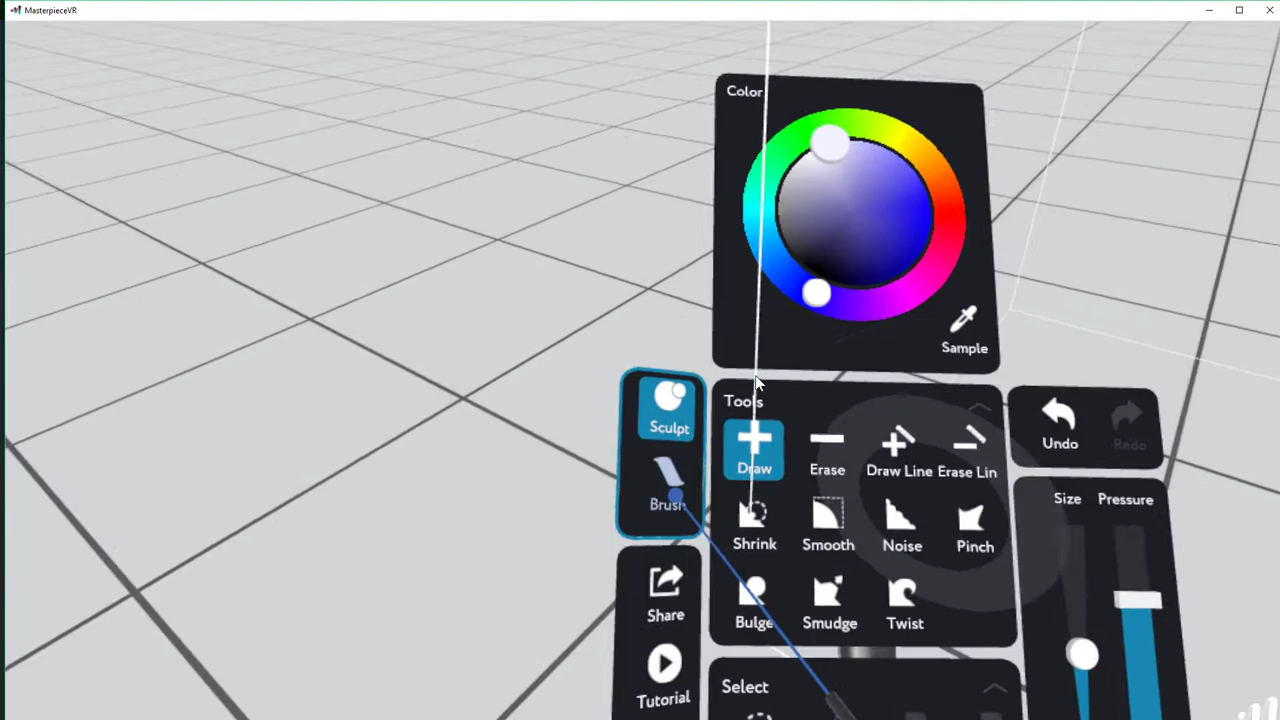 MasterpieceVR
Color
Sample
Sculpt
Brush
Tools
Draw
Erase
Draw Line
Erase Lin
Shrink
Smooth
Noise
Pinch
Bulge
Smudge
Twist
Undo
Redo
Size
Pressure
Share
Tutorial
Select